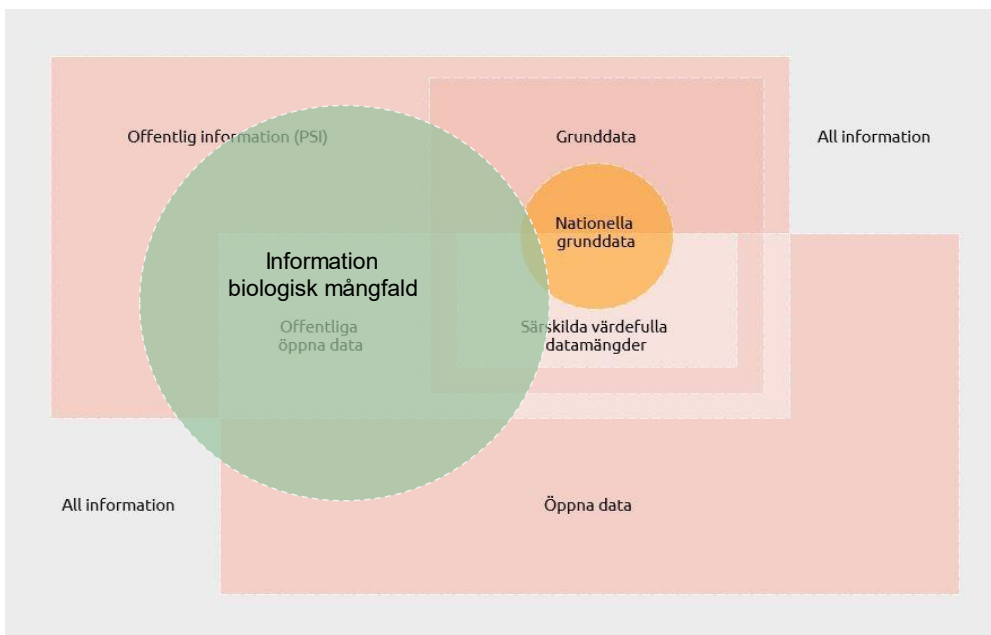 Offentlig information (PSI)
Grunddata
All information
Nationella
grunddata
Information
biologisk mångfald
Offentliga
öppna data
Särskilda värdefulla
datamängder
All information
Öppna data